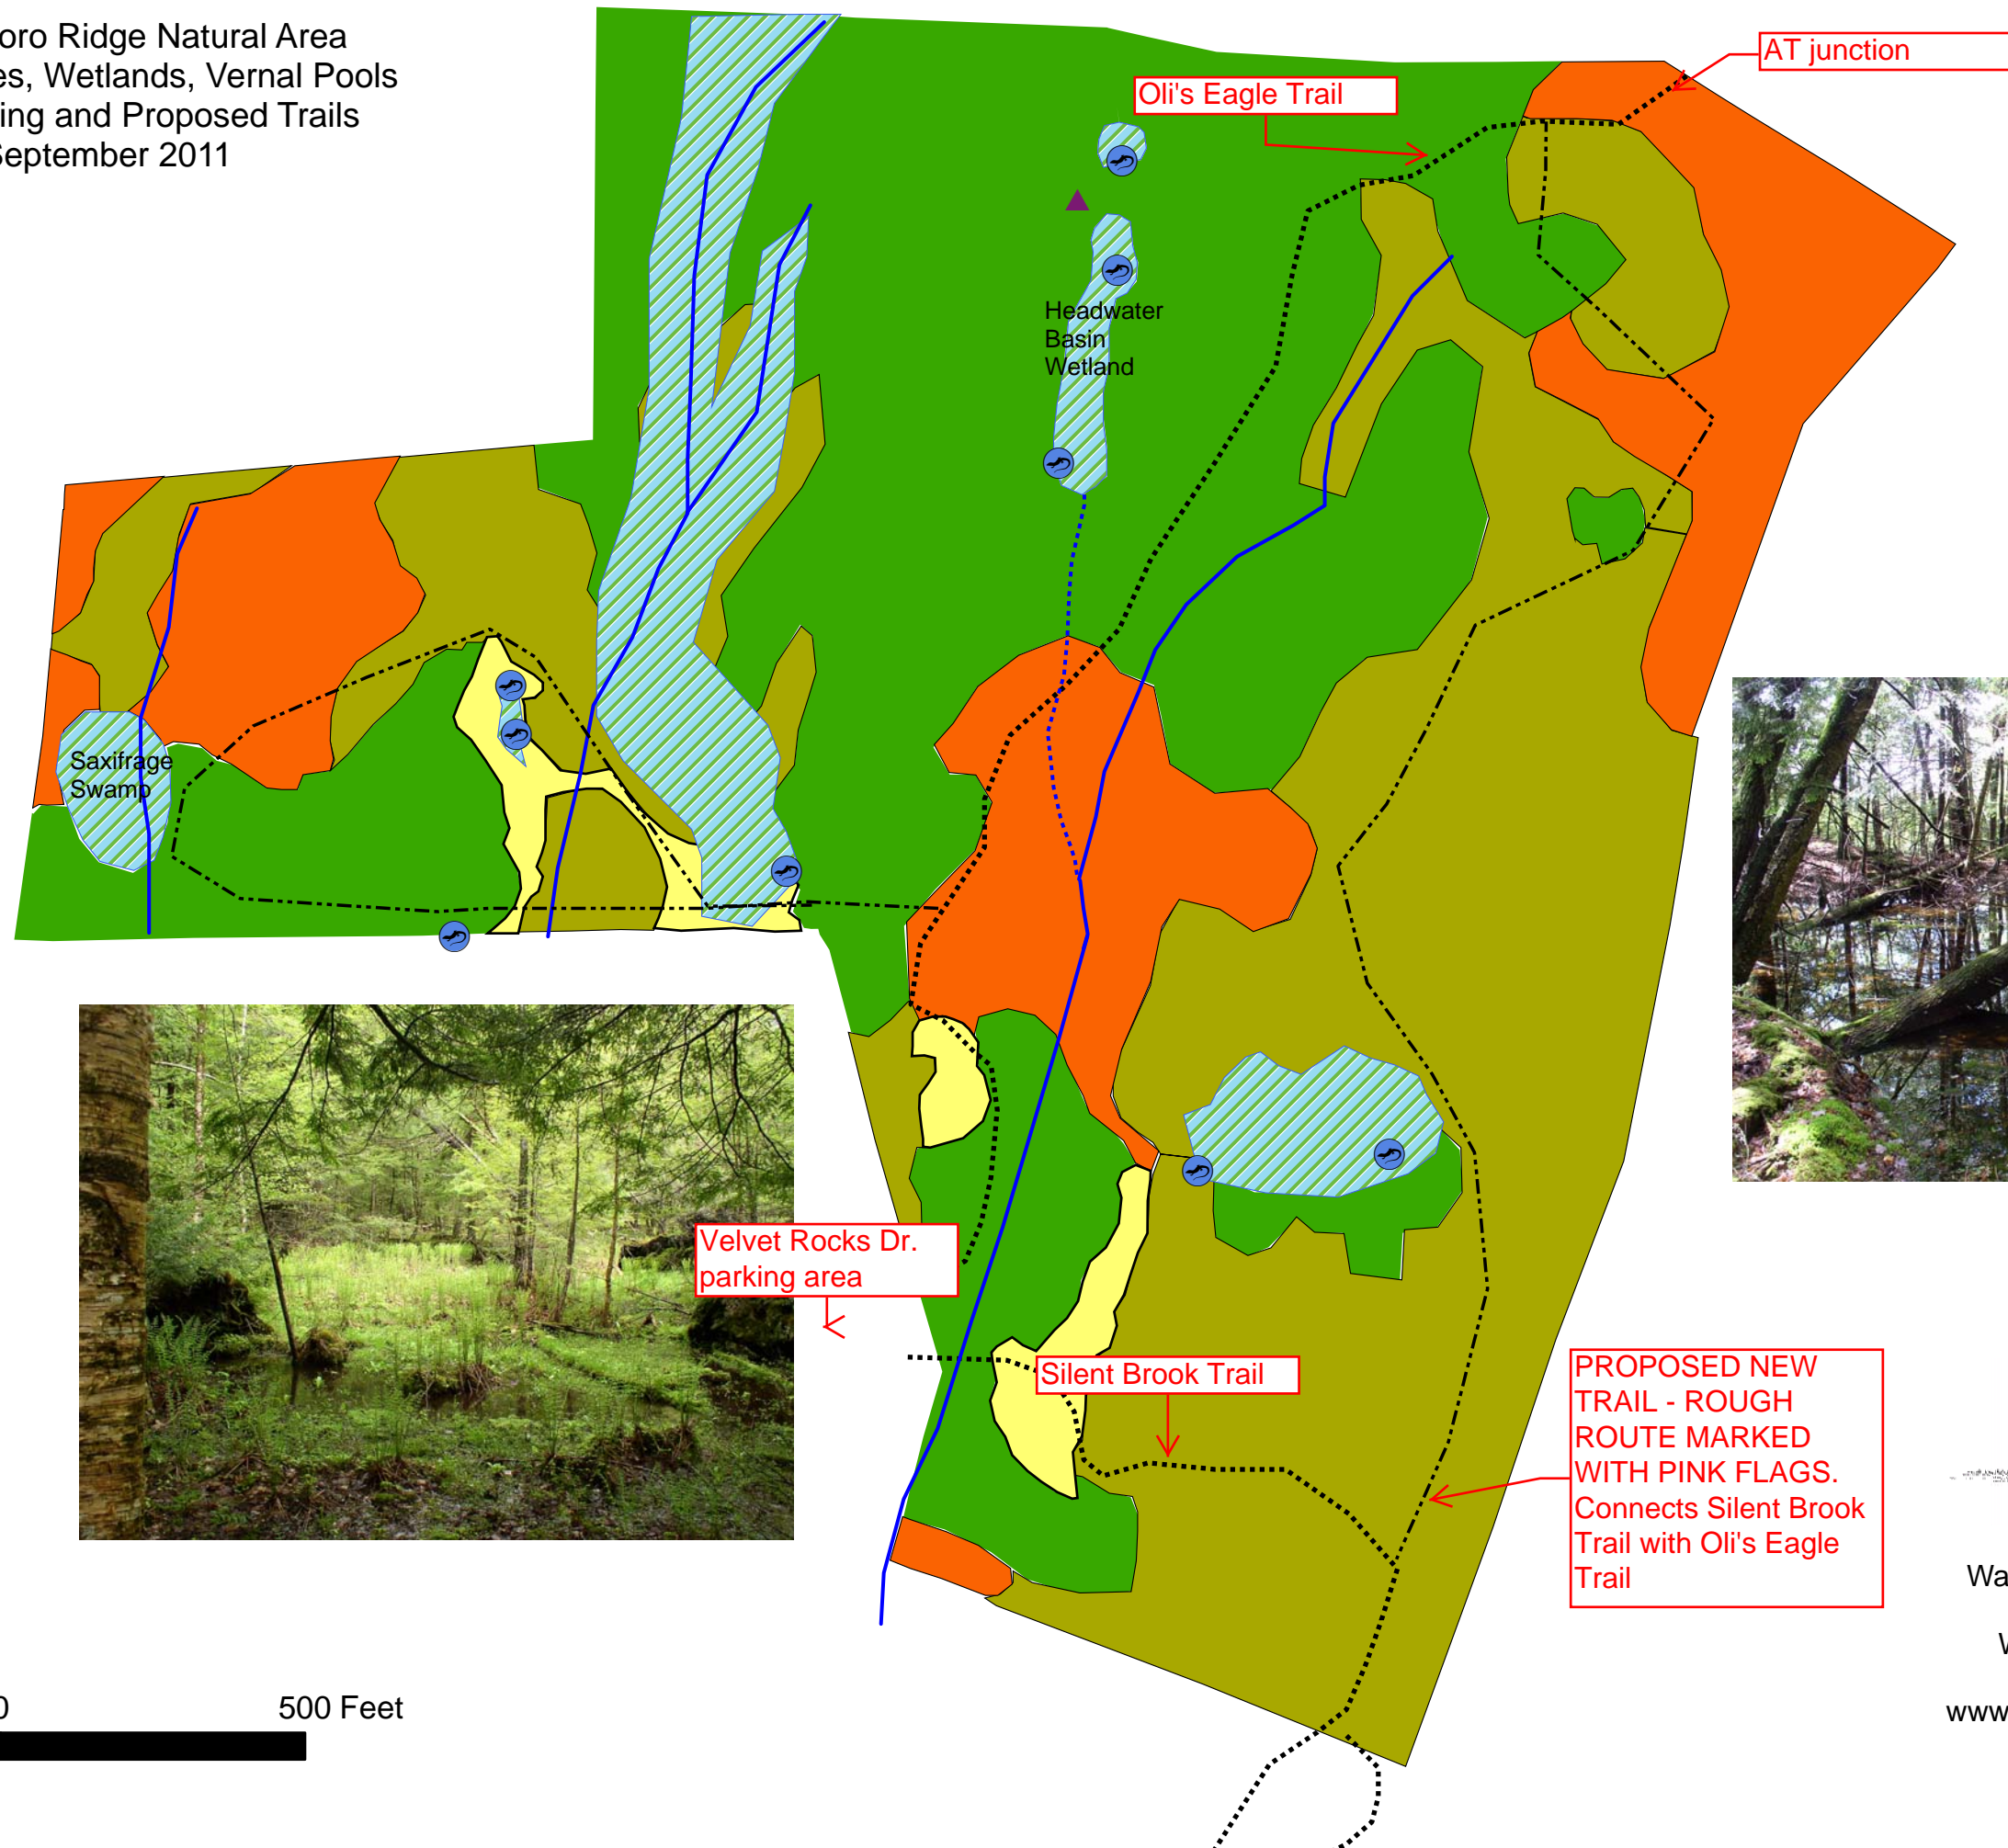 oro Ridge Natural Area
es, Wetlands, Vernal Pools
ing and Proposed Trails
September 2011
AT junction
Oli's Eagle Trail
Headwater
Basin
Wetland
Saxifrage
Swamp
Velvet Rocks Dr.
parking area
Silent Brook Trail
PROPOSED NEW
TRAIL - ROUGH
ROUTE MARKED
WITH PINK FLAGS.
Connects Silent Brook
Trail with Oli's Eagle
Trail
Wa
W
www
0 500 Feet